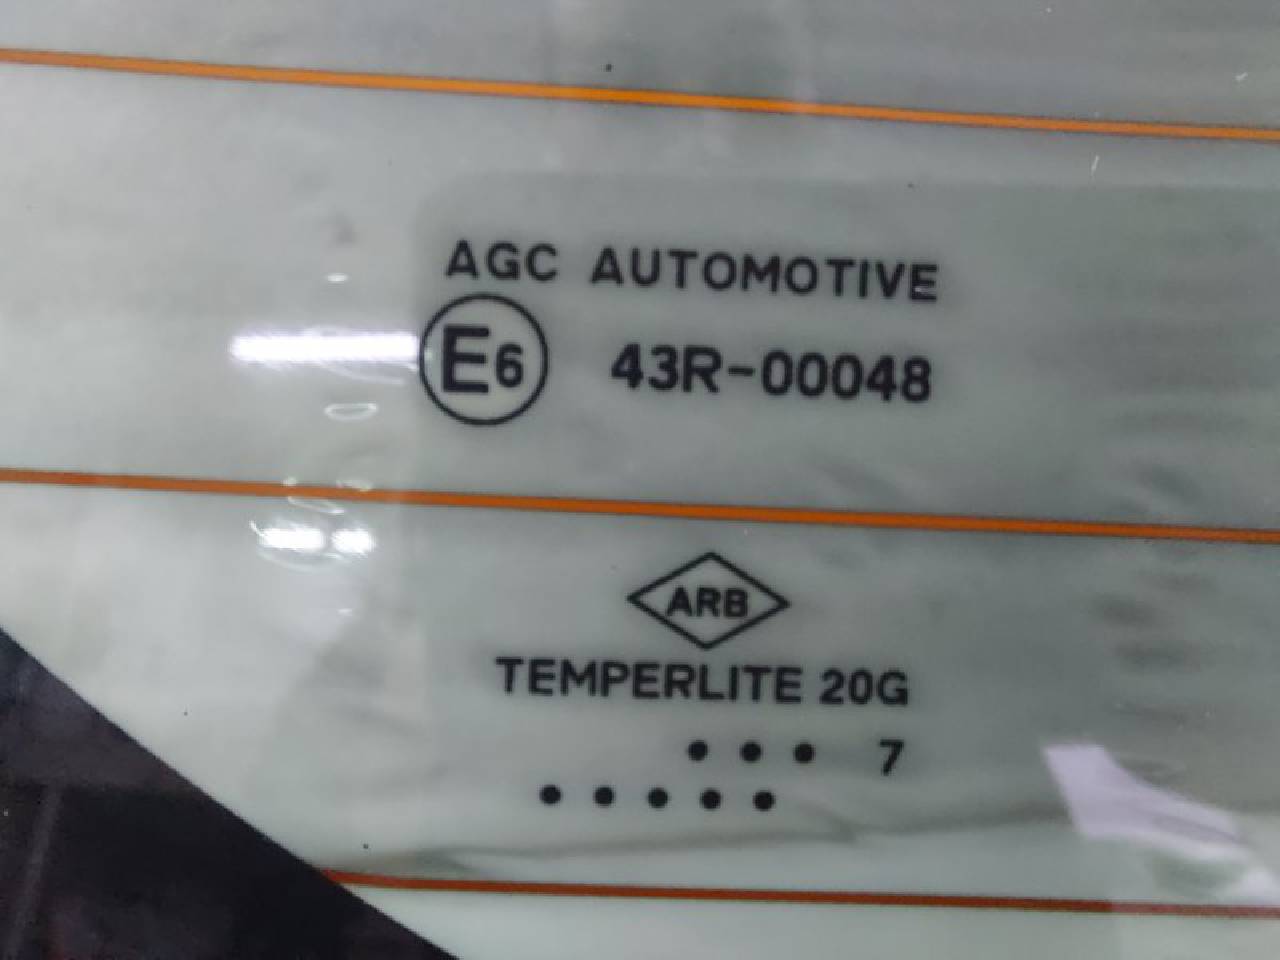 AGC AUTOMOTIVE
E6 43R-00048
ARB
TEMPERLITE 20G
• • • 7
• • • • •